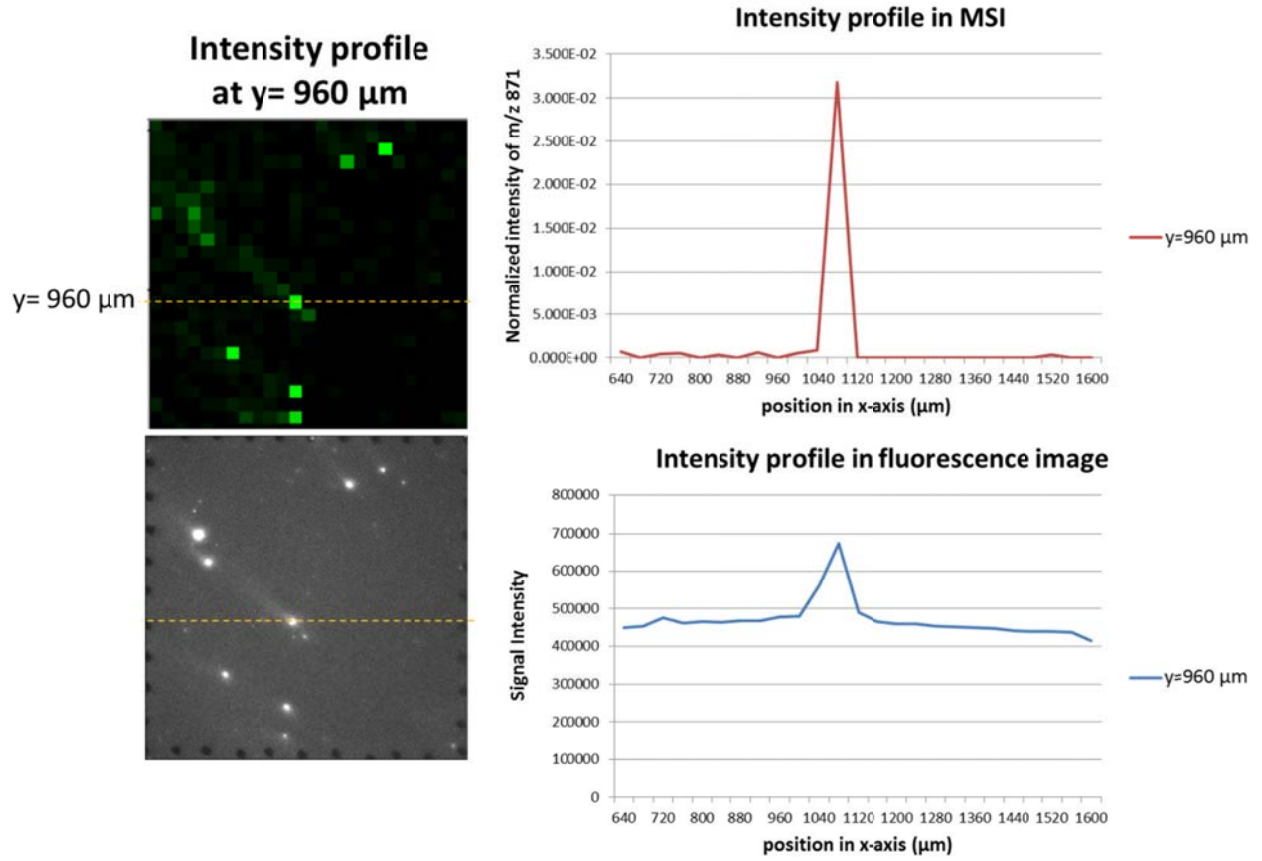 Intensity profile
at y= 960 µm
y= 960 µm
Intensity profile in MSI
Normalized intensity of m/z 871
3.500E-02
3.000E-02
2.500E-02
2.000E-02
1.500E-02
1.000E-02
5.000E-03
0.000E+00
640 720 800 880 960 1040 1120 1200 1280 1360 1440 1520 1600
position in x-axis (µm)
y=960 µm
Intensity profile in fluorescence image
Signal Intensity
800000
700000
600000
500000
400000
300000
200000
100000
0
640 720 800 880 960 1040 1120 1200 1280 1360 1440 1520 1600
position in x-axis (µm)
y=960 µm